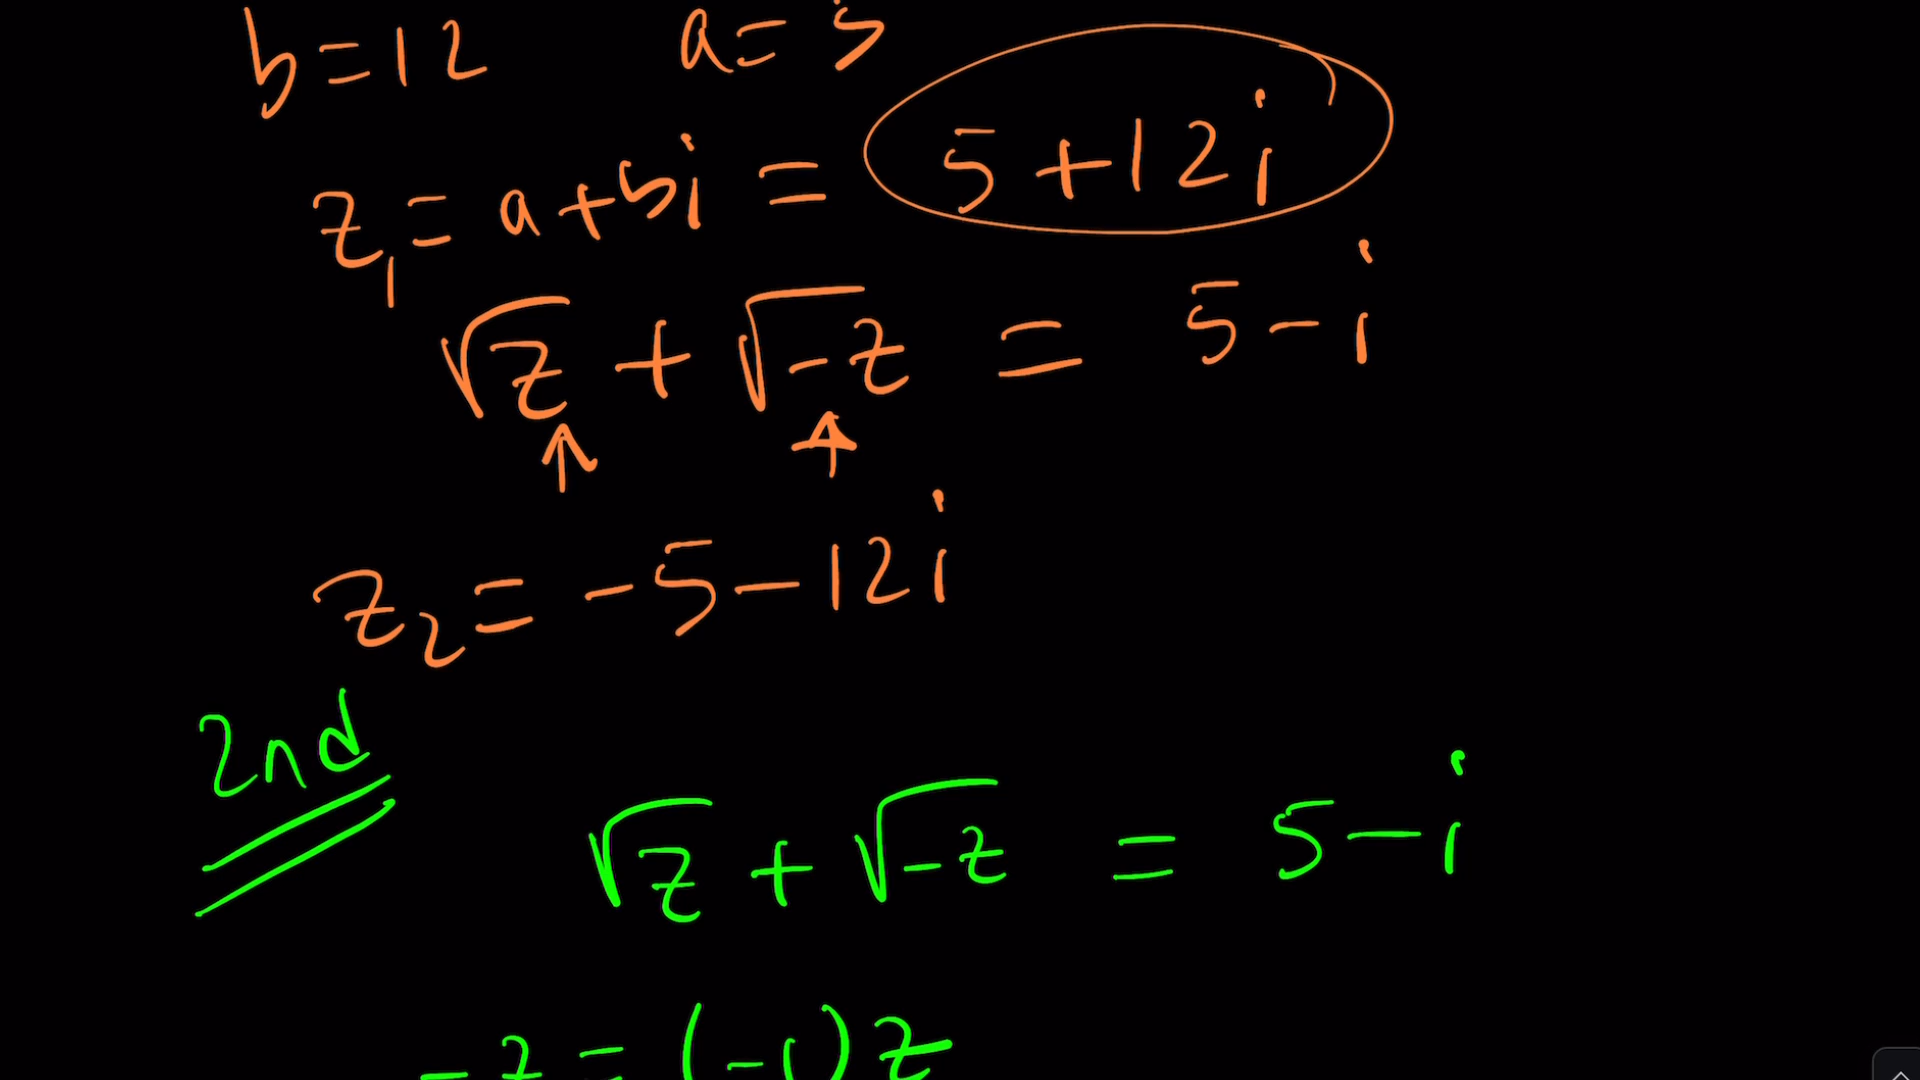 b=12 a=5
z₁=a+bi = 5+12i
√z + √-z = 5-i
z₂=-5-12i
2nd
√z + √-z = 5-i
-z = (-1)z